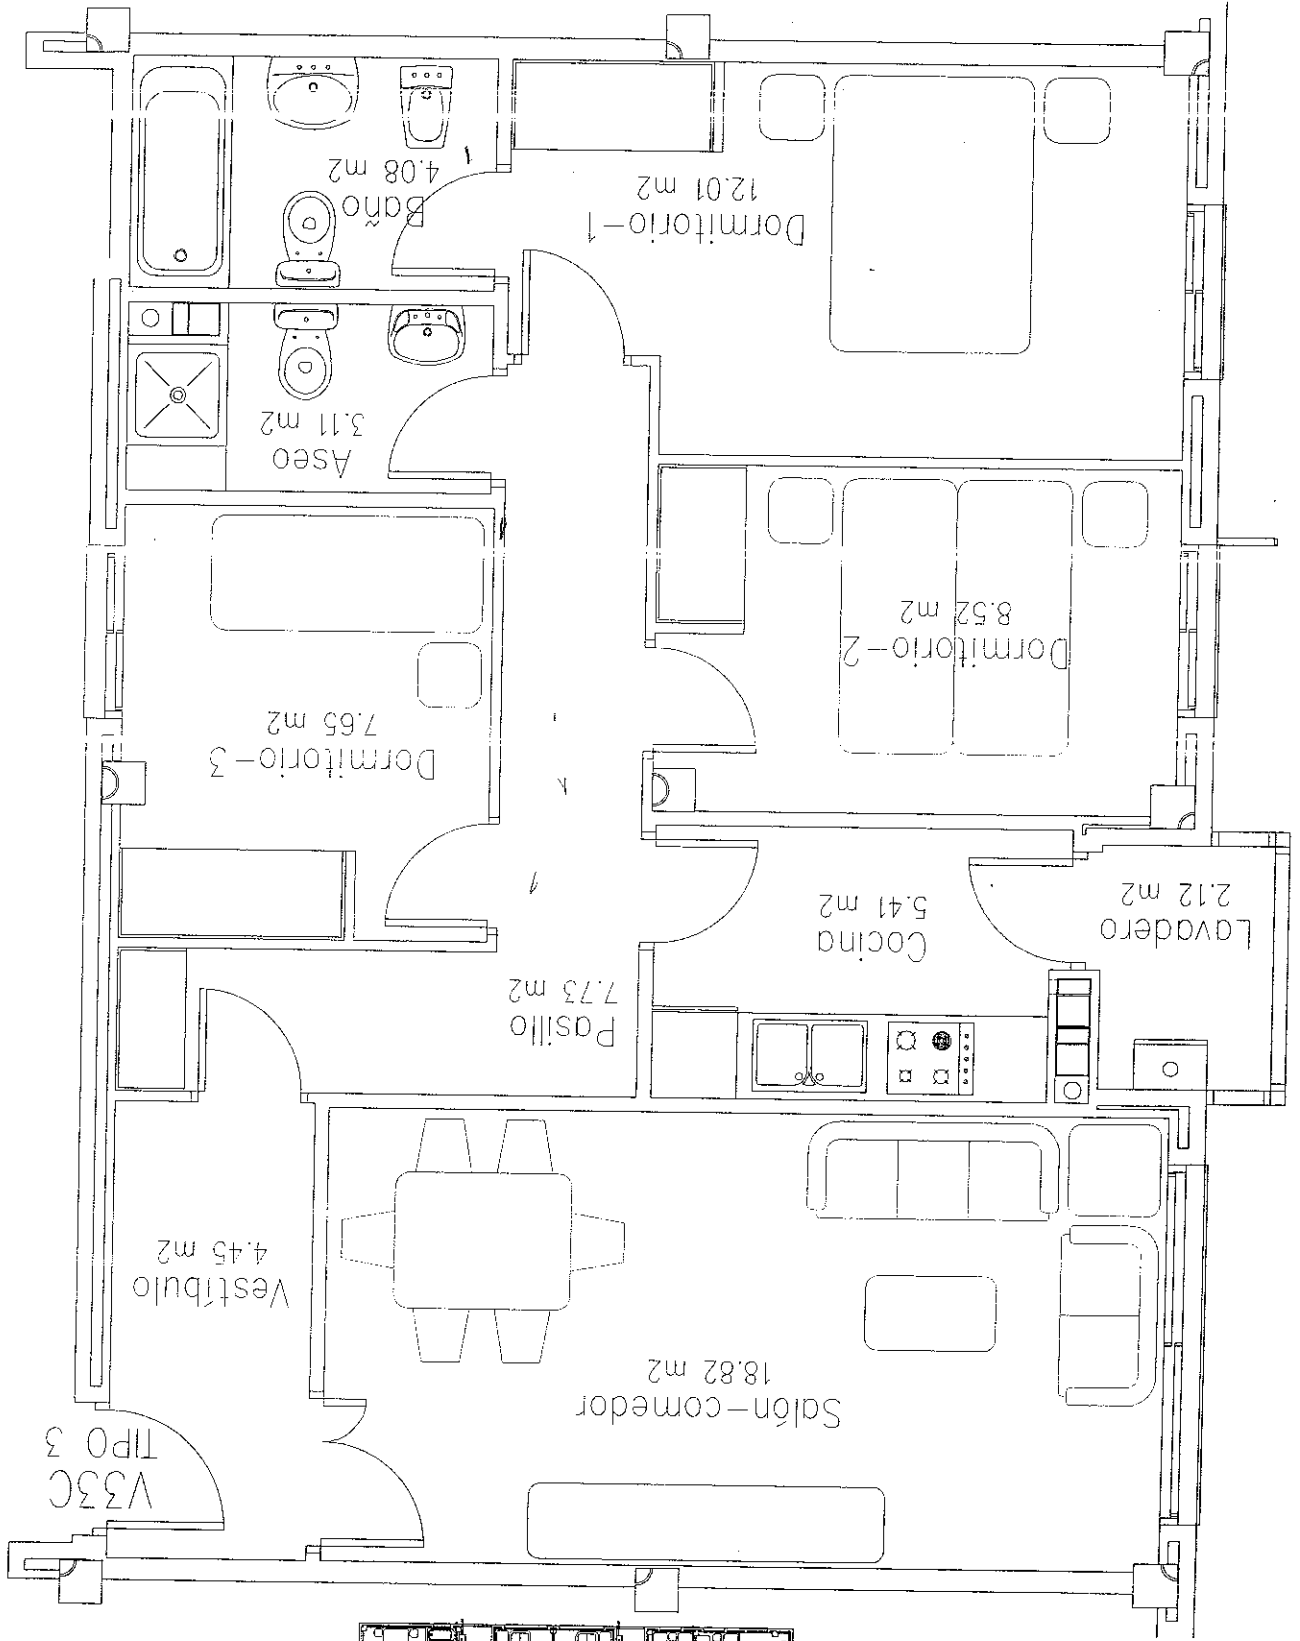 V33C
TIPO 3
Salón-comedor
18.82 m2
Vestíbulo
4.45 m2
Pasillo
7.73 m2
Cocina
5.41 m2
Lavadero
2.12 m2
Dormitorio-3
7.65 m2
Dormitorio-2
8.52 m2
Aseo
3.11 m2
Dormitorio-1
12.01 m2
Baño
4.08 m2